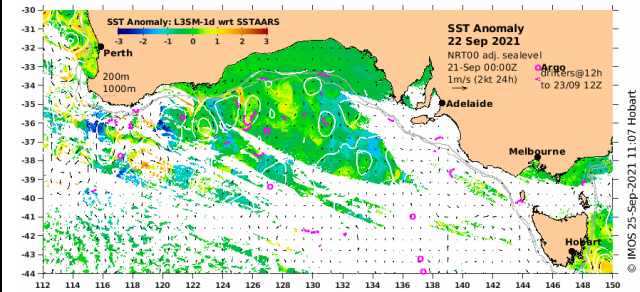 SST Anomaly: L3SM-1d wrt SSTAARS
-3 -2 -1 0 1 2 3
SST Anomaly
22 Sep 2021
NRT00 adj. sealevel
21-Sep 00:00Z
1m/s (2kt 24h)
Argo
drifters@12h
to 23/09 12Z
Perth
200m
1000m
Adelaide
Melbourne
Hobart
-30
-31
-32
-33
-34
-35
-36
-37
-38
-39
-40
-41
-42
-43
-44
112 114 116 118 120 122 124 126 128 130 132 134 136 138 140 142 144 146 148 150
© IMOS 25-Sep-2021 11:07 Hobart